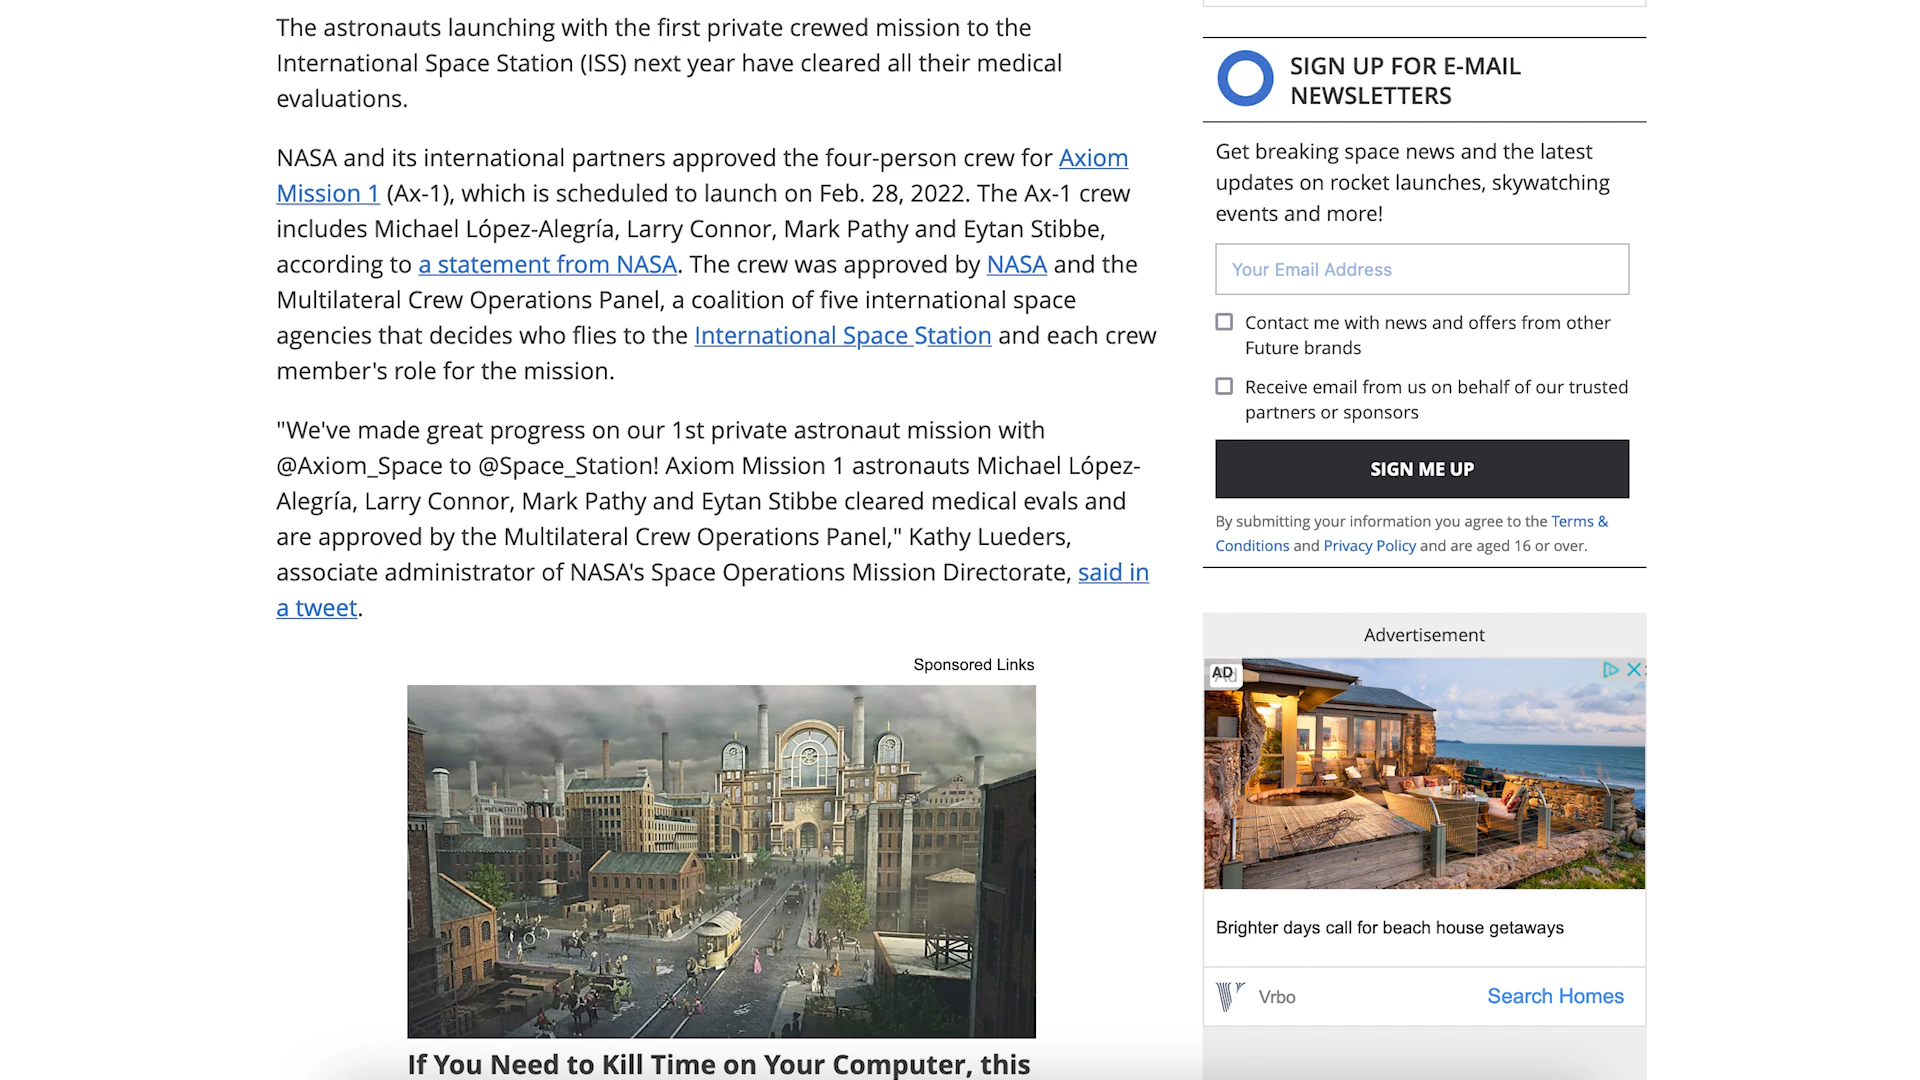 The astronauts launching with the first private crewed mission to the
International Space Station (ISS) next year have cleared all their medical
evaluations.
NASA and its international partners approved the four-person crew for Axiom
Mission 1 (Ax-1), which is scheduled to launch on Feb. 28, 2022. The Ax-1 crew
includes Michael López-Alegría, Larry Connor, Mark Pathy and Eytan Stibbe,
according to a statement from NASA. The crew was approved by NASA and the
Multilateral Crew Operations Panel, a coalition of five international space
agencies that decides who flies to the International Space Station and each crew
member's role for the mission.
"We've made great progress on our 1st private astronaut mission with
@Axiom_Space to @Space_Station! Axiom Mission 1 astronauts Michael López-
Alegría, Larry Connor, Mark Pathy and Eytan Stibbe cleared medical evals and
are approved by the Multilateral Crew Operations Panel," Kathy Lueders,
associate administrator of NASA's Space Operations Mission Directorate, said in
a tweet.
Sponsored Links
If You Need to Kill Time on Your Computer, this
SIGN UP FOR E-MAIL
NEWSLETTERS
Get breaking space news and the latest
updates on rocket launches, skywatching
events and more!
Your Email Address
Contact me with news and offers from other
Future brands
Receive email from us on behalf of our trusted
partners or sponsors
SIGN ME UP
By submitting your information you agree to the Terms &
Conditions and Privacy Policy and are aged 16 or over.
Advertisement
AD
Brighter days call for beach house getaways
Vrbo
Search Homes